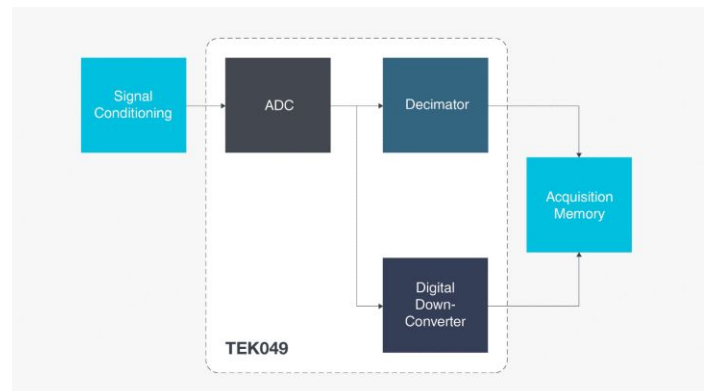 Signal
Conditioning
ADC
Decimator
Acquisition
Memory
Digital
Down-
Converter
TEK049